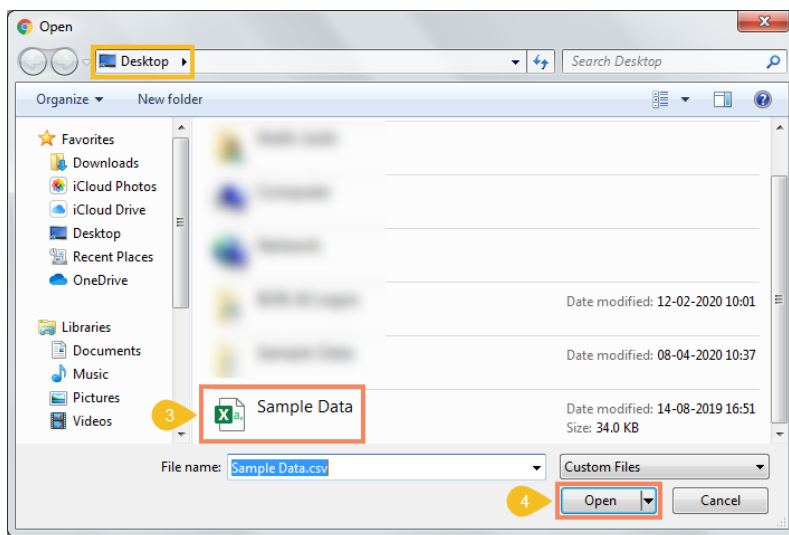 Open
Desktop
Search Desktop
Organize
New folder
Favorites
Downloads
iCloud Photos
iCloud Drive
Desktop
Recent Places
OneDrive
Libraries
Documents
Music
Pictures
Videos
Date modified: 12-02-2020 10:01
Date modified: 08-04-2020 10:37
3
Sample Data
Date modified: 14-08-2019 16:51
Size: 34.0 KB
File name: Sample Data.csv
Custom Files
4
Open
Cancel